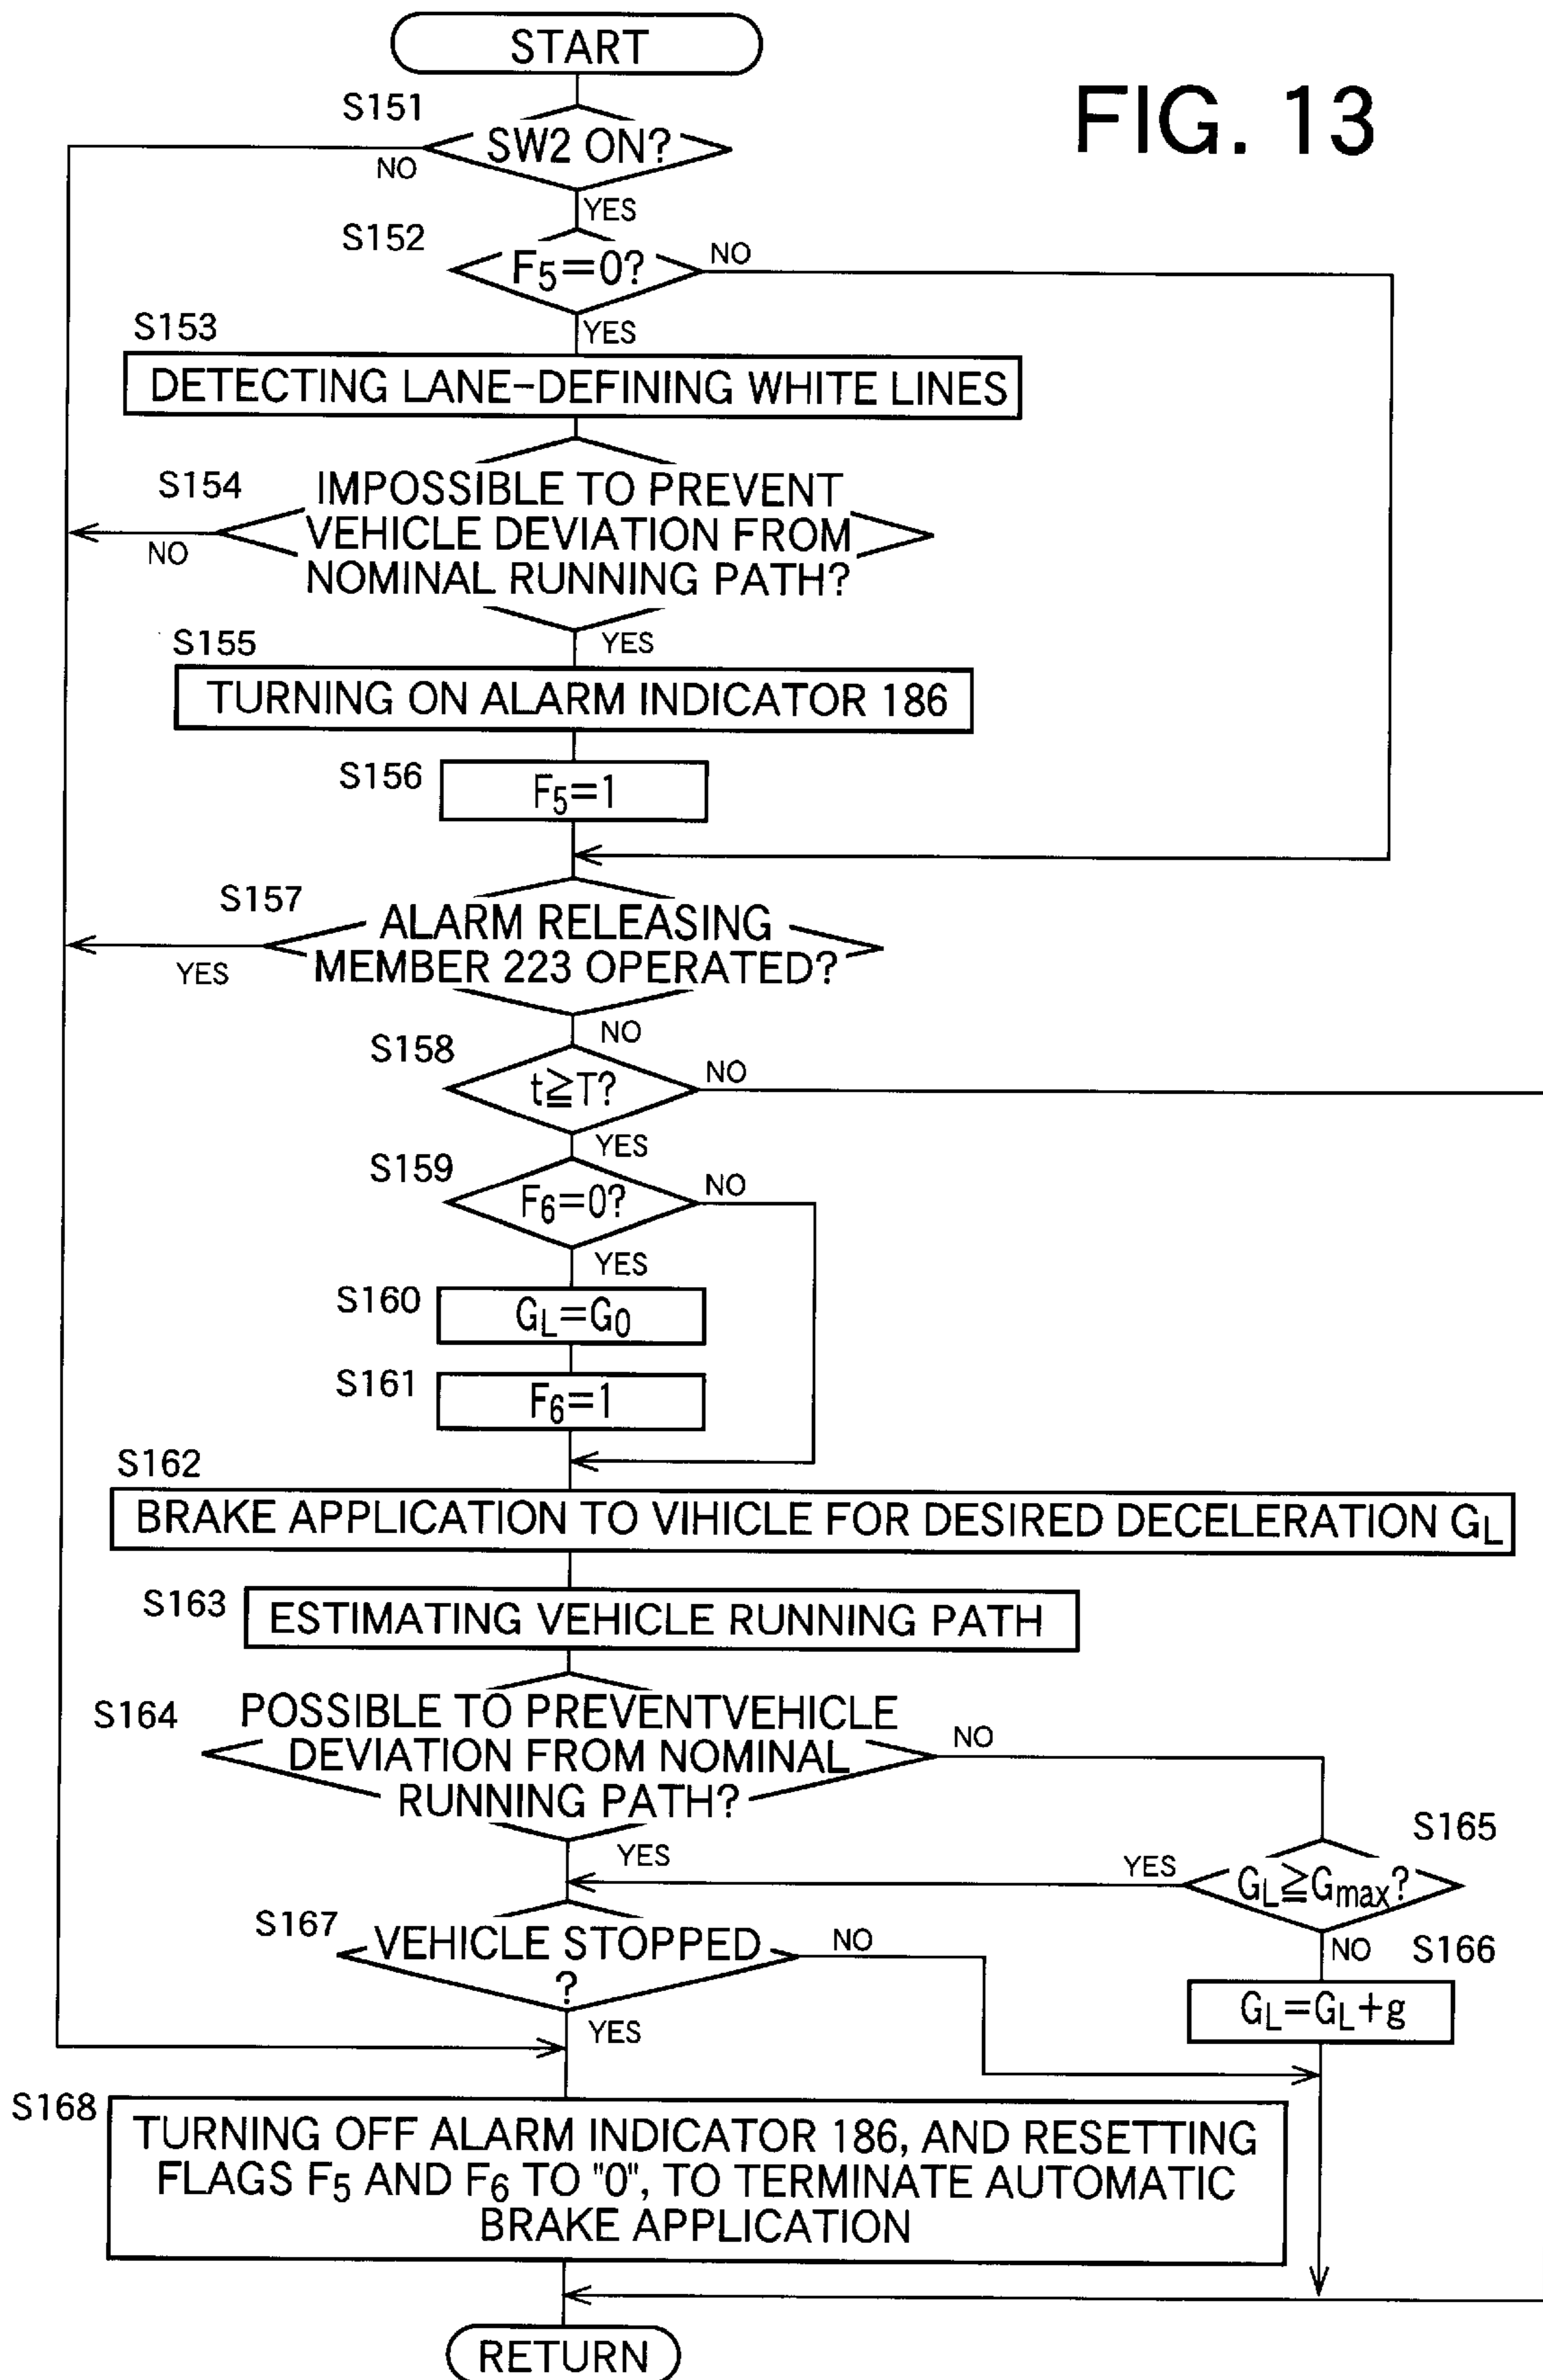 START
FIG. 13
S151
SW2 ON?
NO
YES
S152
F5=0?
NO
YES
S153
DETECTING LANE-DEFINING WHITE LINES
S154
IMPOSSIBLE TO PREVENT
VEHICLE DEVIATION FROM
NOMINAL RUNNING PATH?
NO
YES
S155
TURNING ON ALARM INDICATOR 186
S156
F5=1
S157
ALARM RELEASING
MEMBER 223 OPERATED?
YES
NO
S158
t≧T?
NO
YES
S159
F6=0?
NO
YES
S160
GL=G0
S161
F6=1
S162
BRAKE APPLICATION TO VIHICLE FOR DESIRED DECELERATION GL
S163
ESTIMATING VEHICLE RUNNING PATH
S164
POSSIBLE TO PREVENTVEHICLE
DEVIATION FROM NOMINAL
RUNNING PATH?
NO
YES
S165
GL≧Gmax?
YES
NO
S166
GL=GL+g
S167
VEHICLE STOPPED
?
NO
YES
S168
TURNING OFF ALARM INDICATOR 186, AND RESETTING
FLAGS F5 AND F6 TO "0", TO TERMINATE AUTOMATIC
BRAKE APPLICATION
RETURN